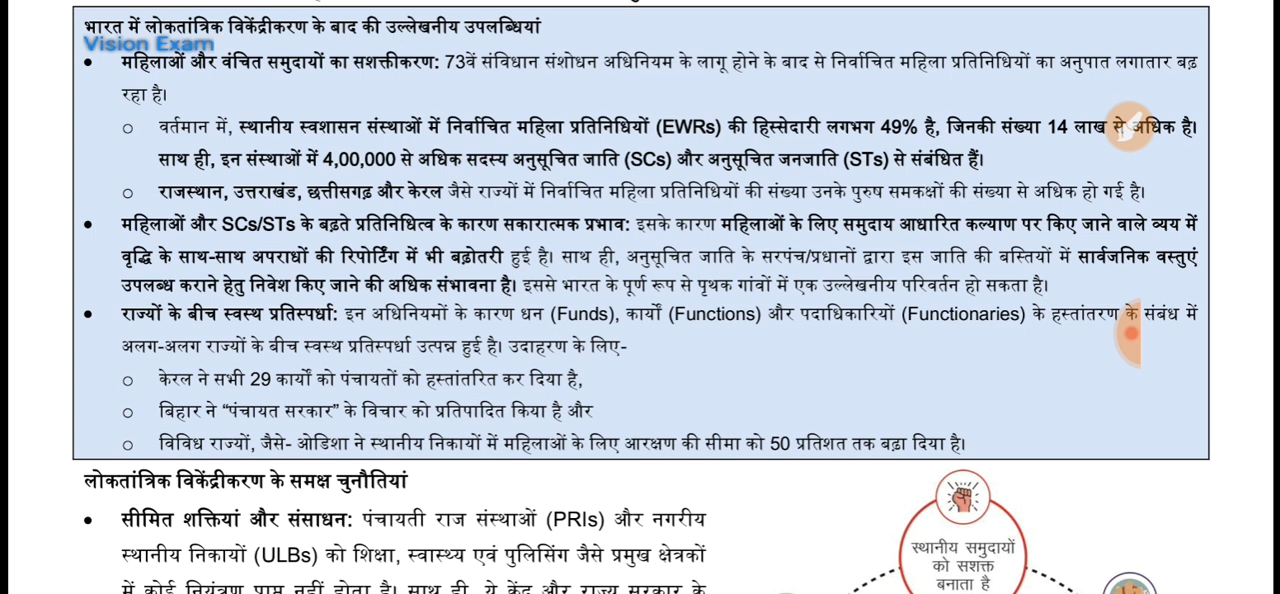 भारत में लोकतांत्रिक विकेंद्रीकरण के बाद की उल्लेखनीय उपलब्धियां
Vision Exam
• महिलाओं और वंचित समुदायों का सशक्तीकरण: 73वें संविधान संशोधन अधिनियम के लागू होने के बाद से निर्वाचित महिला प्रतिनिधियों का अनुपात लगातार बढ़
रहा है।
○ वर्तमान में, स्थानीय स्वशासन संस्थाओं में निर्वाचित महिला प्रतिनिधियों (EWRs) की हिस्सेदारी लगभग 49% है, जिनकी संख्या 14 लाख से अधिक है।
साथ ही, इन संस्थाओं में 4,00,000 से अधिक सदस्य अनुसूचित जाति (SCs) और अनुसूचित जनजाति (STs) से संबंधित हैं।
○ राजस्थान, उत्तराखंड, छत्तीसगढ़ और केरल जैसे राज्यों में निर्वाचित महिला प्रतिनिधियों की संख्या उनके पुरुष समकक्षों की संख्या से अधिक हो गई है।
• महिलाओं और SCs/STs के बढ़ते प्रतिनिधित्व के कारण सकारात्मक प्रभाव: इसके कारण महिलाओं के लिए समुदाय आधारित कल्याण पर किए जाने वाले व्यय में
वृद्धि के साथ-साथ अपराधों की रिपोर्टिंग में भी बढ़ोतरी हुई है। साथ ही, अनुसूचित जाति के सरपंच/प्रधानों द्वारा इस जाति की बस्तियों में सार्वजनिक वस्तुएं
उपलब्ध कराने हेतु निवेश किए जाने की अधिक संभावना है। इससे भारत के पूर्ण रूप से पृथक गांवों में एक उल्लेखनीय परिवर्तन हो सकता है।
• राज्यों के बीच स्वस्थ प्रतिस्पर्धा: इन अधिनियमों के कारण धन (Funds), कार्यों (Functions) और पदाधिकारियों (Functionaries) के हस्तांतरण के संबंध में
अलग-अलग राज्यों के बीच स्वस्थ प्रतिस्पर्धा उत्पन्न हुई है। उदाहरण के लिए-
○ केरल ने सभी 29 कार्यों को पंचायतों को हस्तांतरित कर दिया है,
○ बिहार ने “पंचायत सरकार” के विचार को प्रतिपादित किया है और
○ विविध राज्यों, जैसे- ओडिशा ने स्थानीय निकायों में महिलाओं के लिए आरक्षण की सीमा को 50 प्रतिशत तक बढ़ा दिया है।
लोकतांत्रिक विकेंद्रीकरण के समक्ष चुनौतियां
• सीमित शक्तियां और संसाधन: पंचायती राज संस्थाओं (PRIs) और नगरीय
स्थानीय निकायों (ULBs) को शिक्षा, स्वास्थ्य एवं पुलिसिंग जैसे प्रमुख क्षेत्रकों
में कोई नियंत्रण प्राप्त नहीं होता है। साथ ही, ये केंद्र और राज्य सरकार के
स्थानीय समुदायों
को सशक्त
बनाता है